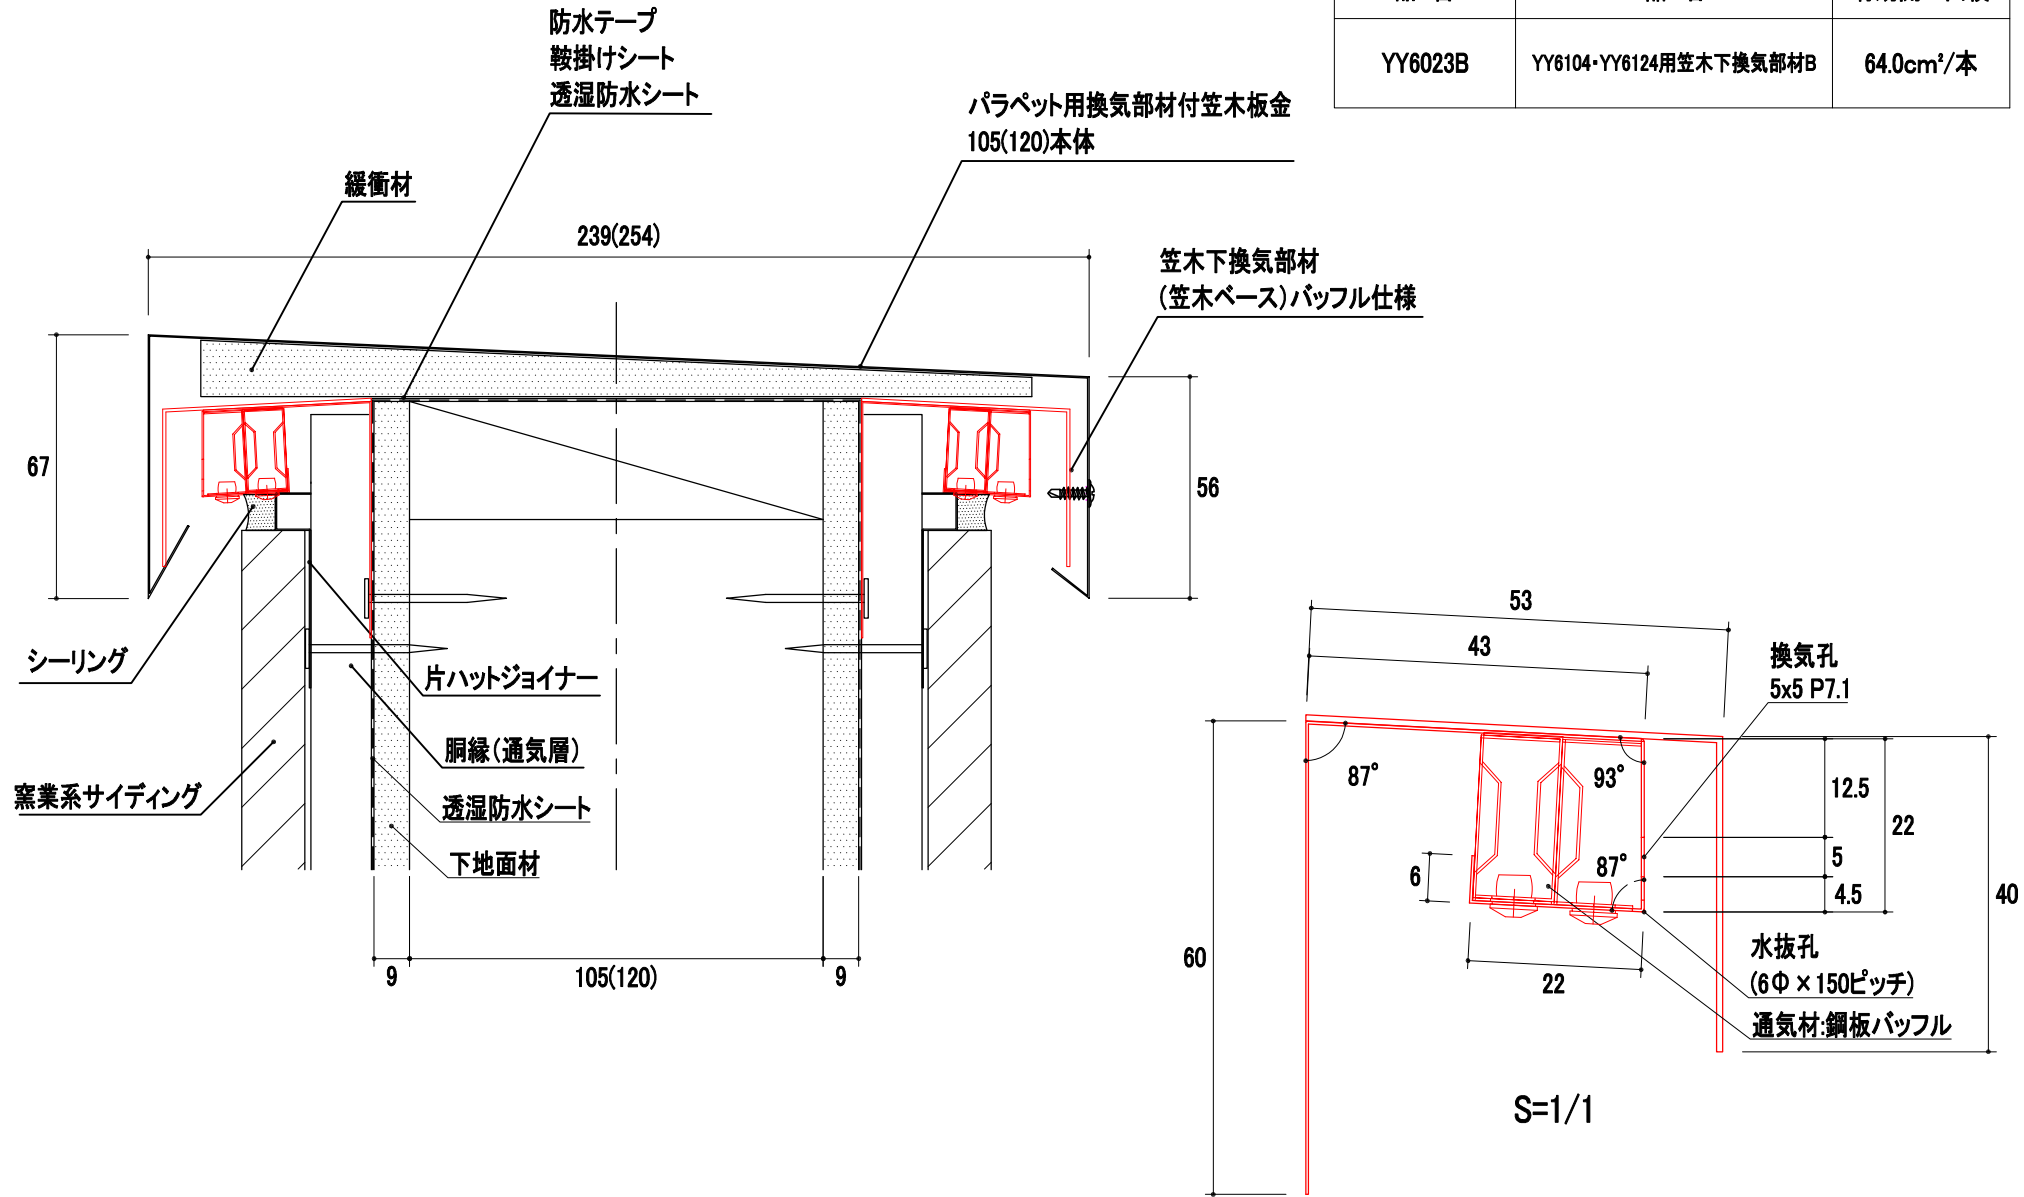 防水テープ
鞍掛けシート
透湿防水シート
YY6023B
YY6104・YY6124用笠木下換気部材B
64.0cm²/本
パラペット用換気部材付笠木板金
105(120)本体
緩衝材
239(254)
笠木下換気部材
(笠木ベース)バッフル仕様
67
56
シーリング
片ハットジョイナー
胴縁(通気層)
窯業系サイディング
透湿防水シート
下地面材
9
105(120)
9
53
43
換気孔
5x5 P7.1
87°
93°
12.5
22
5
87°
6
4.5
40
水抜孔
(6Φ×150ピッチ)
60
22
通気材:鋼板バッフル
S=1/1